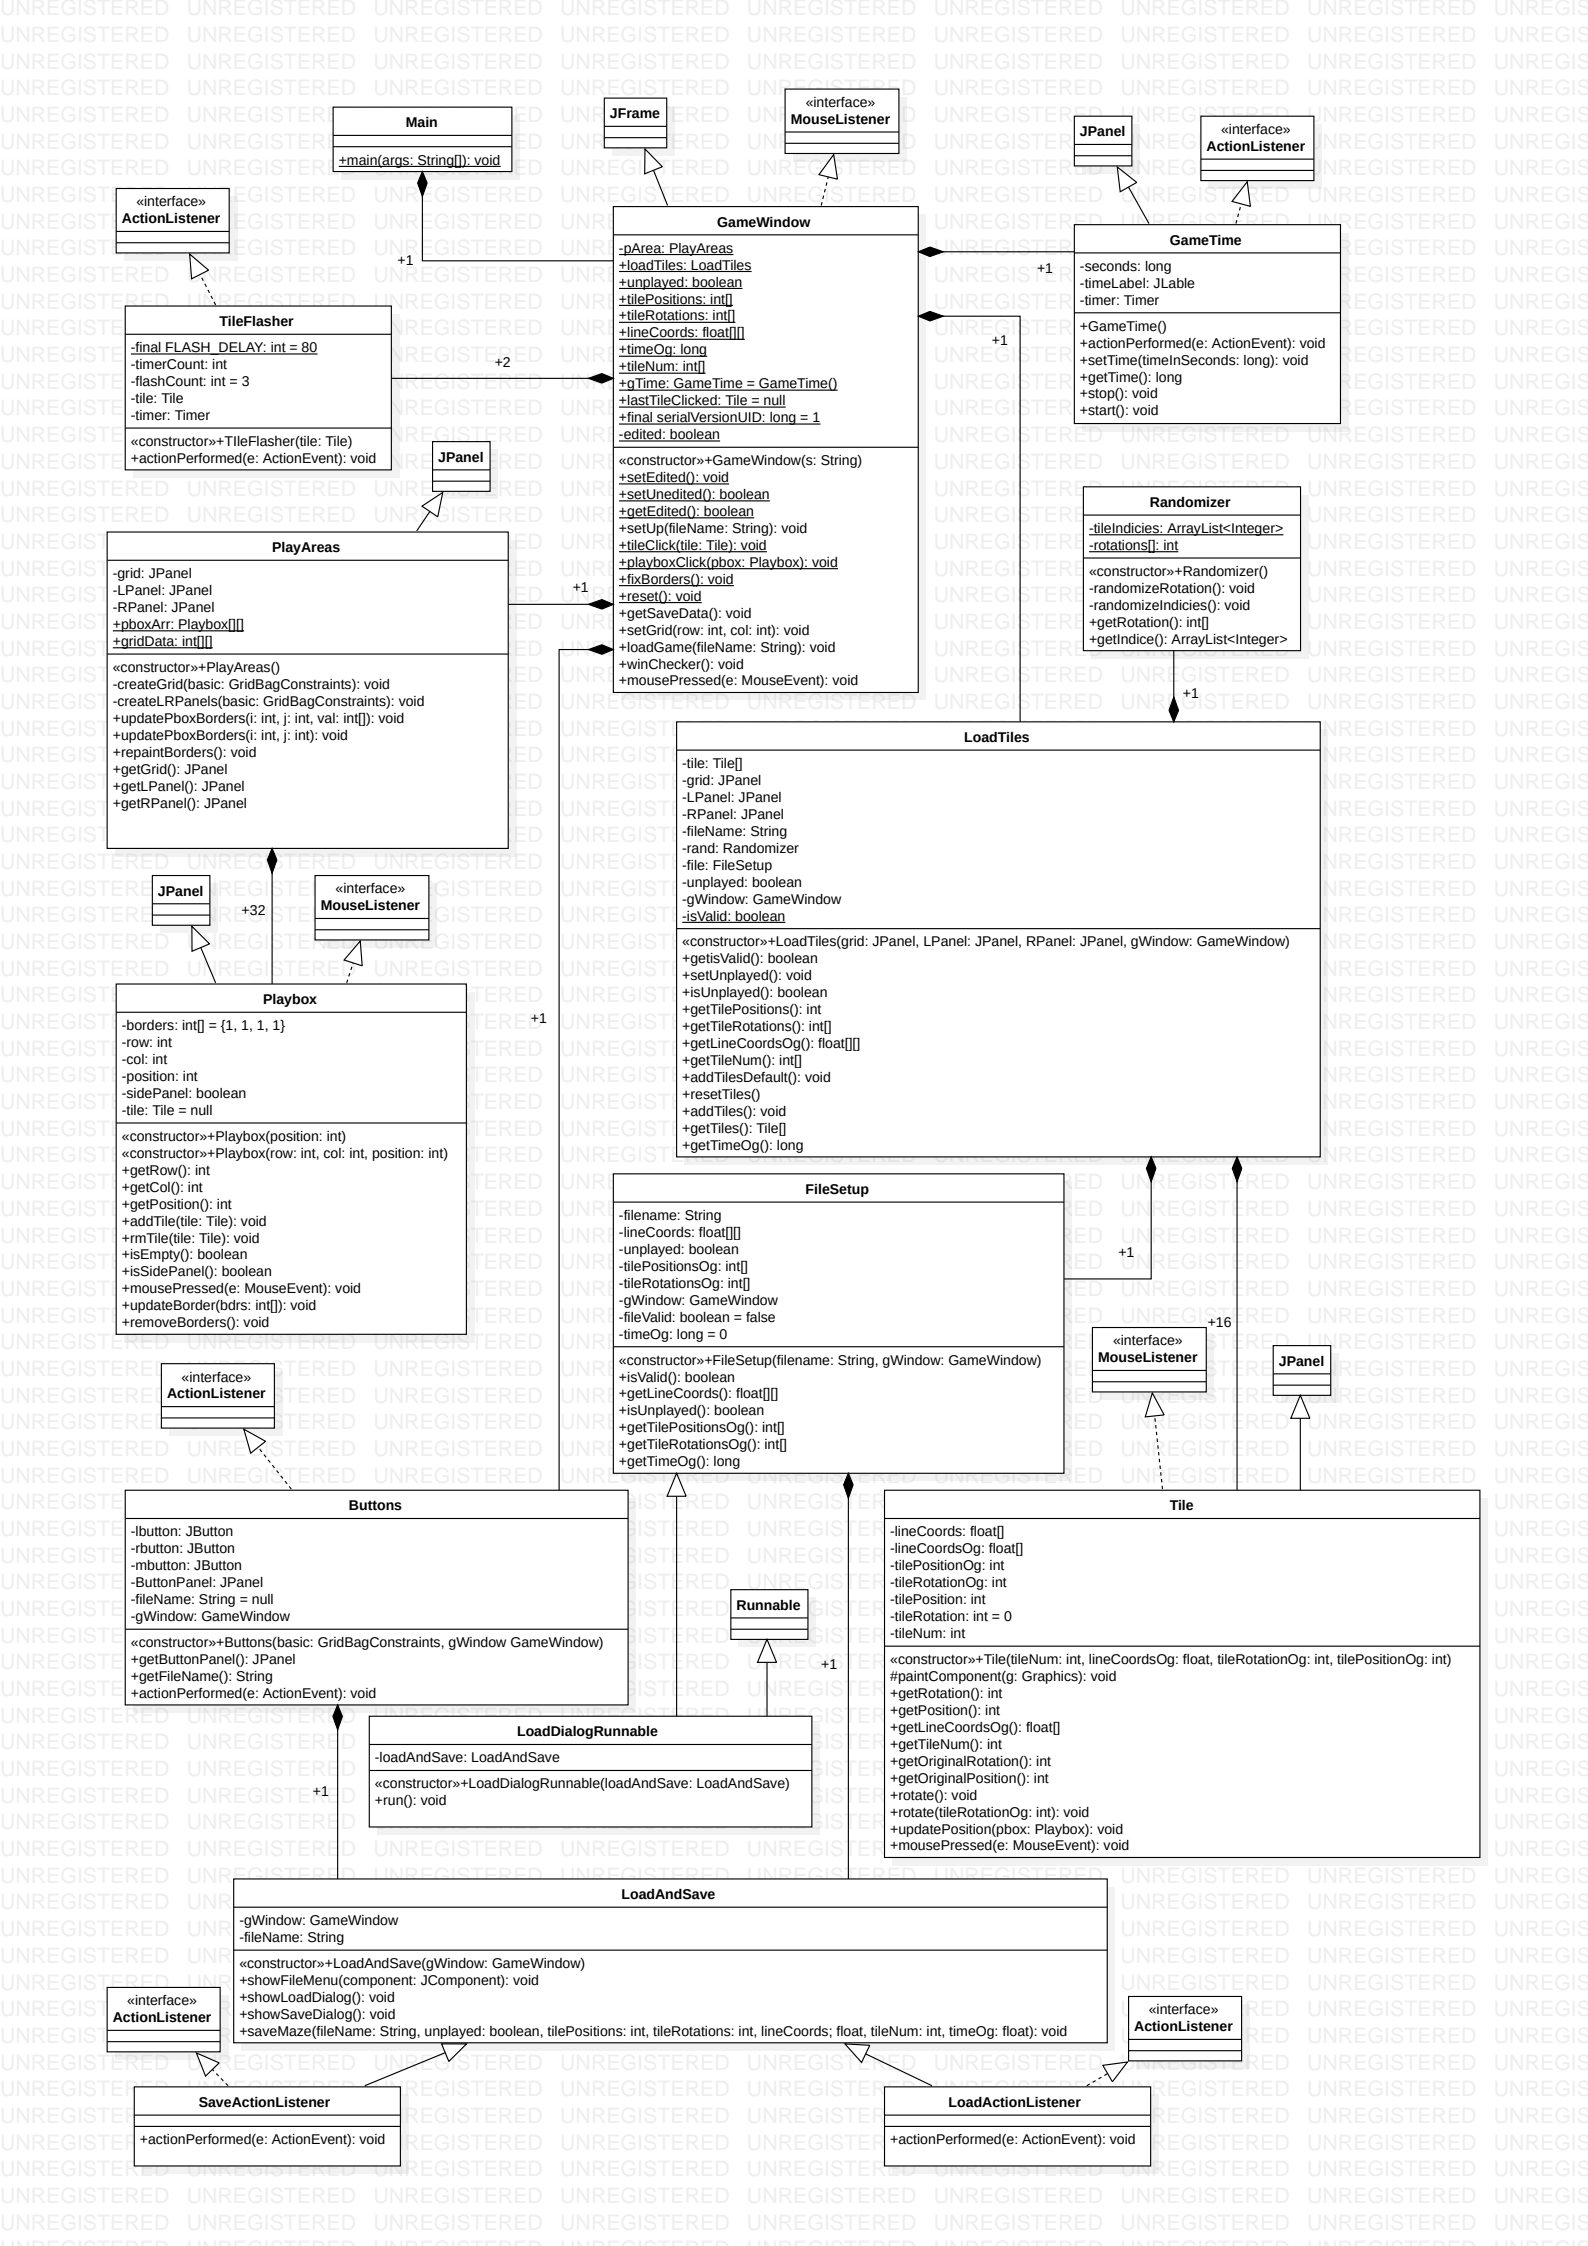 Main
+main(args: String[]): void
JFrame
«interface»
MouseListener
JPanel
«interface»
ActionListener
«interface»
ActionListener
+1
GameWindow
-pArea: PlayAreas
+loadTiles: LoadTiles
+unplayed: boolean
+tilePositions: int[]
+tileRotations: int[]
+lineCoords: float[][]
+timeOg: long
+tileNum: int[]
+gTime: GameTime = GameTime()
+lastTileClicked: Tile = null
+final serialVersionUID: long = 1
-edited: boolean
«constructor»+GameWindow(s: String)
+setEdited(): void
+setUnedited(): boolean
+getEdited(): boolean
+setUp(fileName: String): void
+tileClick(tile: Tile): void
+playboxClick(pbox: Playbox): void
+fixBorders(): void
+reset(): void
+getSaveData(): void
+setGrid(row: int, col: int): void
+loadGame(fileName: String): void
+winChecker(): void
+mousePressed(e: MouseEvent): void
+1
GameTime
-seconds: long
-timeLabel: JLable
-timer: Timer
+GameTime()
+actionPerformed(e: ActionEvent): void
+setTime(timeInSeconds: long): void
+getTime(): long
+stop(): void
+start(): void
+1
TileFlasher
-final FLASH_DELAY: int = 80
-timerCount: int
-flashCount: int = 3
-tile: Tile
-timer: Timer
«constructor»+TIleFlasher(tile: Tile)
+actionPerformed(e: ActionEvent): void
+2
JPanel
PlayAreas
-grid: JPanel
-LPanel: JPanel
-RPanel: JPanel
+pboxArr: Playbox[][]
+gridData: int[][]
«constructor»+PlayAreas()
-createGrid(basic: GridBagConstraints): void
-createLRPanels(basic: GridBagConstraints): void
+updatePboxBorders(i: int, j: int, val: int[]): void
+updatePboxBorders(i: int, j: int): void
+repaintBorders(): void
+getGrid(): JPanel
+getLPanel(): JPanel
+getRPanel(): JPanel
+1
Randomizer
-tileIndicies: ArrayList<Integer>
-rotations[]: int
«constructor»+Randomizer()
-randomizeRotation(): void
-randomizeIndicies(): void
+getRotation(): int[]
+getIndice(): ArrayList<Integer>
+1
LoadTiles
-tile: Tile[]
-grid: JPanel
-LPanel: JPanel
-RPanel: JPanel
-fileName: String
-rand: Randomizer
-file: FileSetup
-unplayed: boolean
-gWindow: GameWindow
-isValid: boolean
«constructor»+LoadTiles(grid: JPanel, LPanel: JPanel, RPanel: JPanel, gWindow: GameWindow)
+getisValid(): boolean
+setUnplayed(): void
+isUnplayed(): boolean
+getTilePositions(): int
+getTileRotations(): int[]
+getLineCoordsOg(): float[][]
+getTileNum(): int[]
+addTilesDefault(): void
+resetTiles()
+addTiles(): void
+getTiles(): Tile[]
+getTimeOg(): long
JPanel
+32
«interface»
MouseListener
Playbox
-borders: int[] = {1, 1, 1, 1}
-row: int
-col: int
-position: int
-sidePanel: boolean
-tile: Tile = null
«constructor»+Playbox(position: int)
«constructor»+Playbox(row: int, col: int, position: int)
+getRow(): int
+getCol(): int
+getPosition(): int
+addTile(tile: Tile): void
+rmTile(tile: Tile): void
+isEmpty(): boolean
+isSidePanel(): boolean
+mousePressed(e: MouseEvent): void
+updateBorder(bdrs: int[]): void
+removeBorders(): void
+1
FileSetup
-filename: String
-lineCoords: float[][]
-unplayed: boolean
-tilePositionsOg: int[]
-tileRotationsOg: int[]
-gWindow: GameWindow
-fileValid: boolean = false
-timeOg: long = 0
«constructor»+FileSetup(filename: String, gWindow: GameWindow)
+isValid(): boolean
+getLineCoords(): float[][]
+isUnplayed(): boolean
+getTilePositionsOg(): int[]
+getTileRotationsOg(): int[]
+getTimeOg(): long
+1
+16
«interface»
MouseListener
JPanel
«interface»
ActionListener
Buttons
-lbutton: JButton
-rbutton: JButton
-mbutton: JButton
-ButtonPanel: JPanel
-fileName: String = null
-gWindow: GameWindow
«constructor»+Buttons(basic: GridBagConstraints, gWindow GameWindow)
+getButtonPanel(): JPanel
+getFileName(): String
+actionPerformed(e: ActionEvent): void
Runnable
+1
Tile
-lineCoords: float[]
-lineCoordsOg: float[]
-tilePositionOg: int
-tileRotationOg: int
-tilePosition: int
-tileRotation: int = 0
-tileNum: int
«constructor»+Tile(tileNum: int, lineCoordsOg: float, tileRotationOg: int, tilePositionOg: int)
#paintComponent(g: Graphics): void
+getRotation(): int
+getPosition(): int
+getLineCoordsOg(): float[]
+getTileNum(): int
+getOriginalRotation(): int
+getOriginalPosition(): int
+rotate(): void
+rotate(tileRotationOg: int): void
+updatePosition(pbox: Playbox): void
+mousePressed(e: MouseEvent): void
LoadDialogRunnable
-loadAndSave: LoadAndSave
«constructor»+LoadDialogRunnable(loadAndSave: LoadAndSave)
+run(): void
+1
LoadAndSave
-gWindow: GameWindow
-fileName: String
«constructor»+LoadAndSave(gWindow: GameWindow)
+showFileMenu(component: JComponent): void
+showLoadDialog(): void
+showSaveDialog(): void
+saveMaze(fileName: String, unplayed: boolean, tilePositions: int, tileRotations: int, lineCoords; float, tileNum: int, timeOg: float): void
«interface»
ActionListener
«interface»
ActionListener
SaveActionListener
+actionPerformed(e: ActionEvent): void
LoadActionListener
+actionPerformed(e: ActionEvent): void